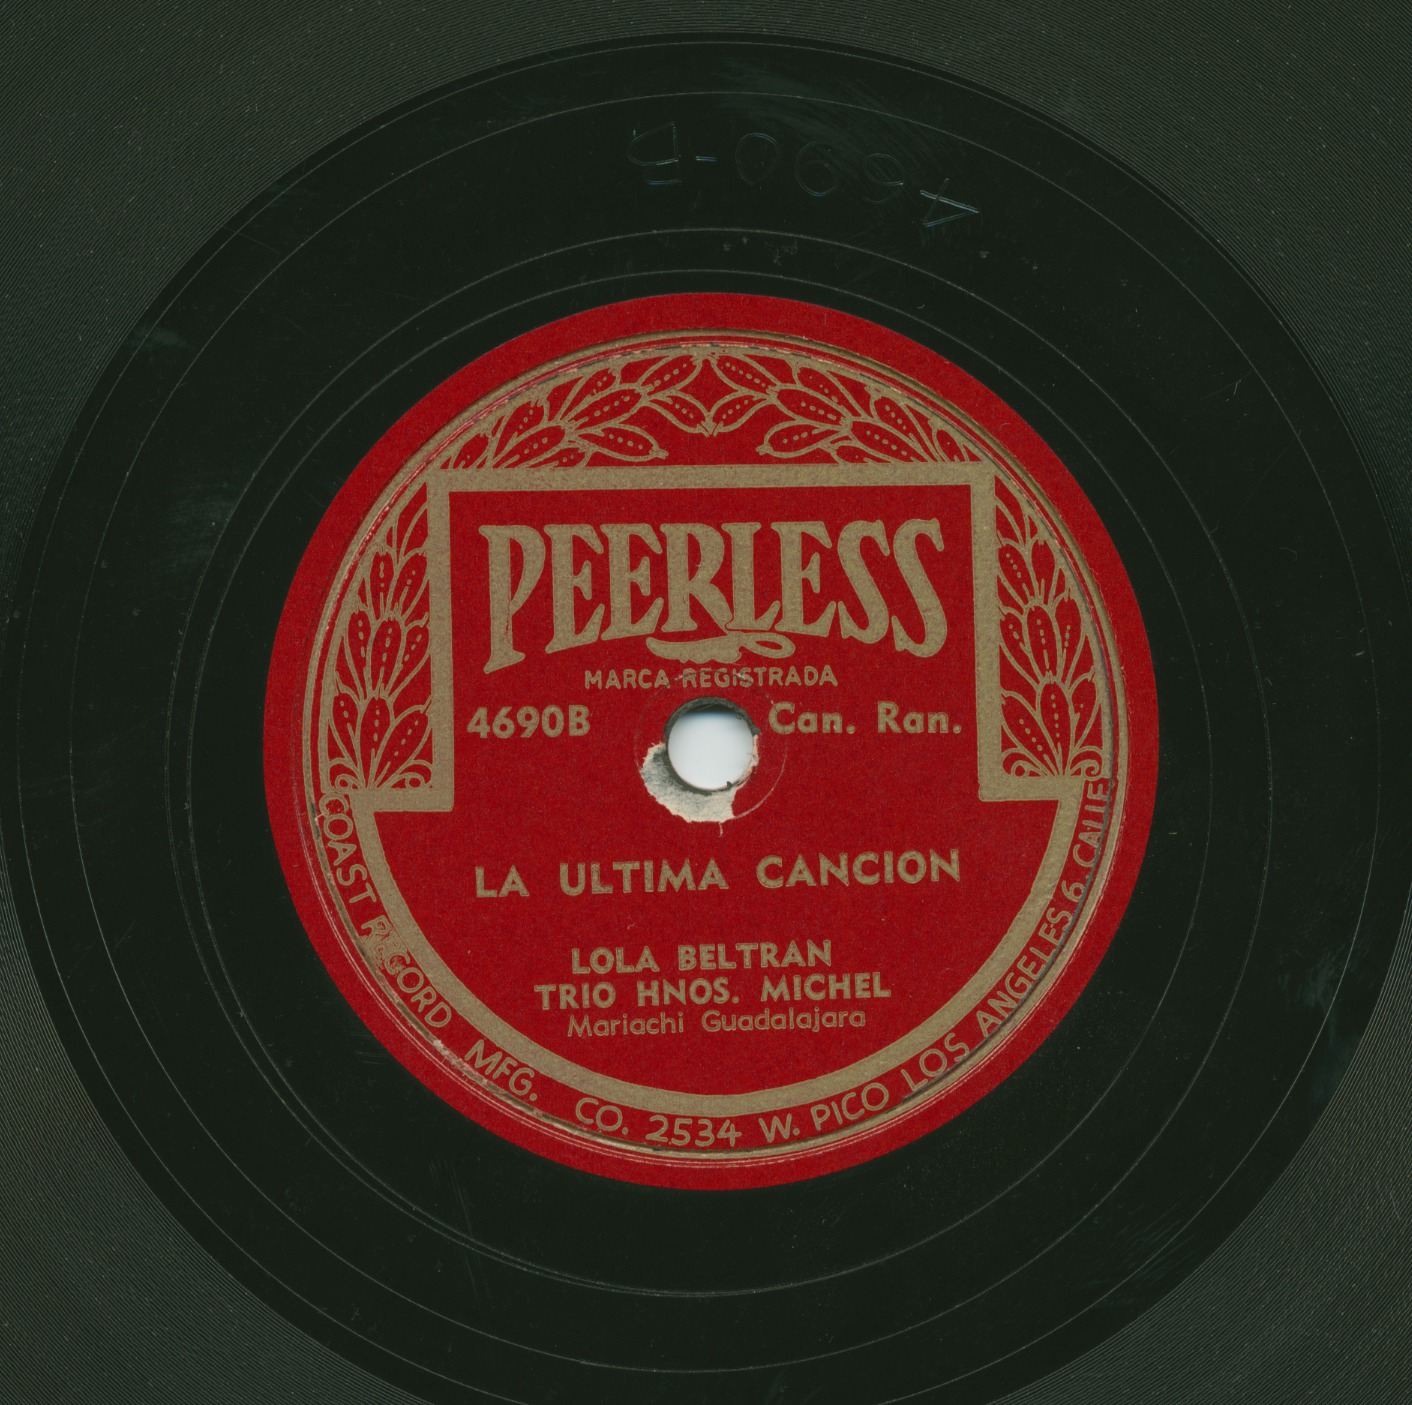 4690-B
PEERLESS
MARCA REGISTRADA
4690B Can. Ran.
LA ULTIMA CANCION
LOLA BELTRAN
TRIO HNOS. MICHEL
Mariachi Guadalajara
COAST RECORD MFG. CO. 2534 W. PICO LOS ANGELES 6, CALIF